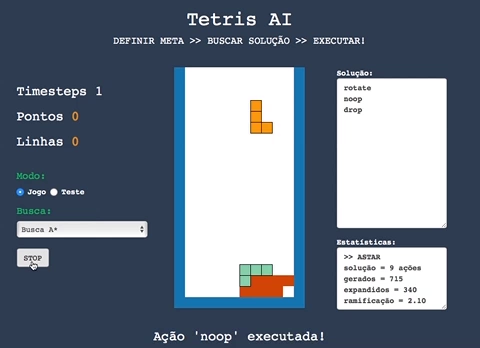 Tetris AI
DEFINIR META >> BUSCAR SOLUÇÃO >> EXECUTAR!
Timesteps 1
Pontos 0
Linhas 0
Modo:
Jogo Teste
Busca:
Busca A*
STOP
Solução:
rotate
noop
drop
Estatísticas:
>> ASTAR
solução = 9 ações
gerados = 715
expandidos = 340
ramificação = 2.10
Ação 'noop' executada!